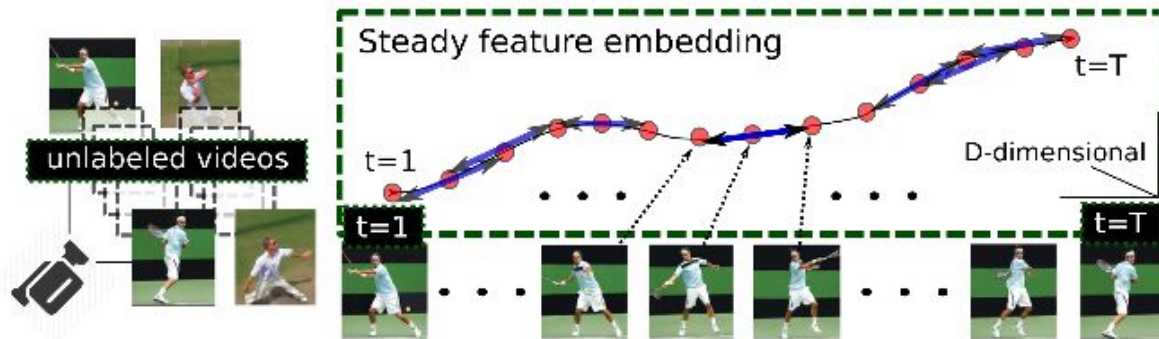 unlabeled videos
Steady feature embedding
t=1
t=T
D-dimensional
t=1
t=T